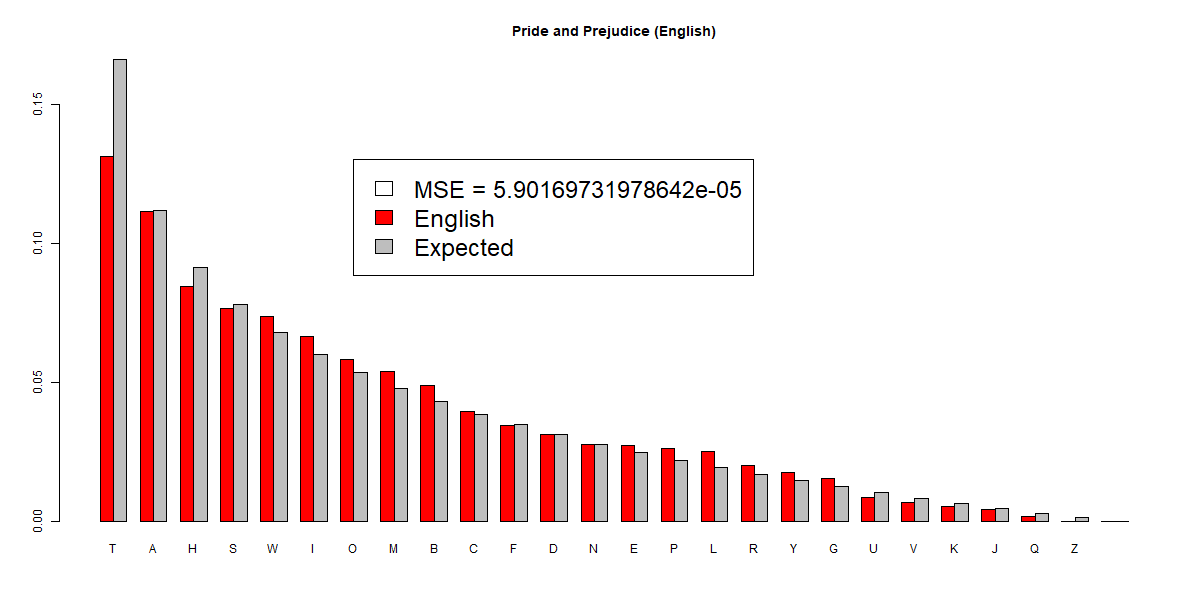 Pride and Prejudice (English)
0.15
0.10
0.05
0.00
MSE = 5.90169731978642e-05
English
Expected
T A H S W I O M B C F D N E P L R Y G U V K J Q Z